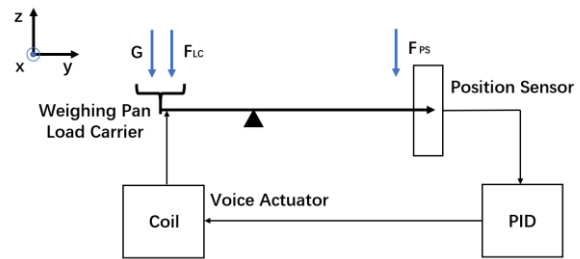 z
x
y
G
FLC
FPS
Position Sensor
Weighing Pan
Load Carrier
Voice Actuator
Coil
PID